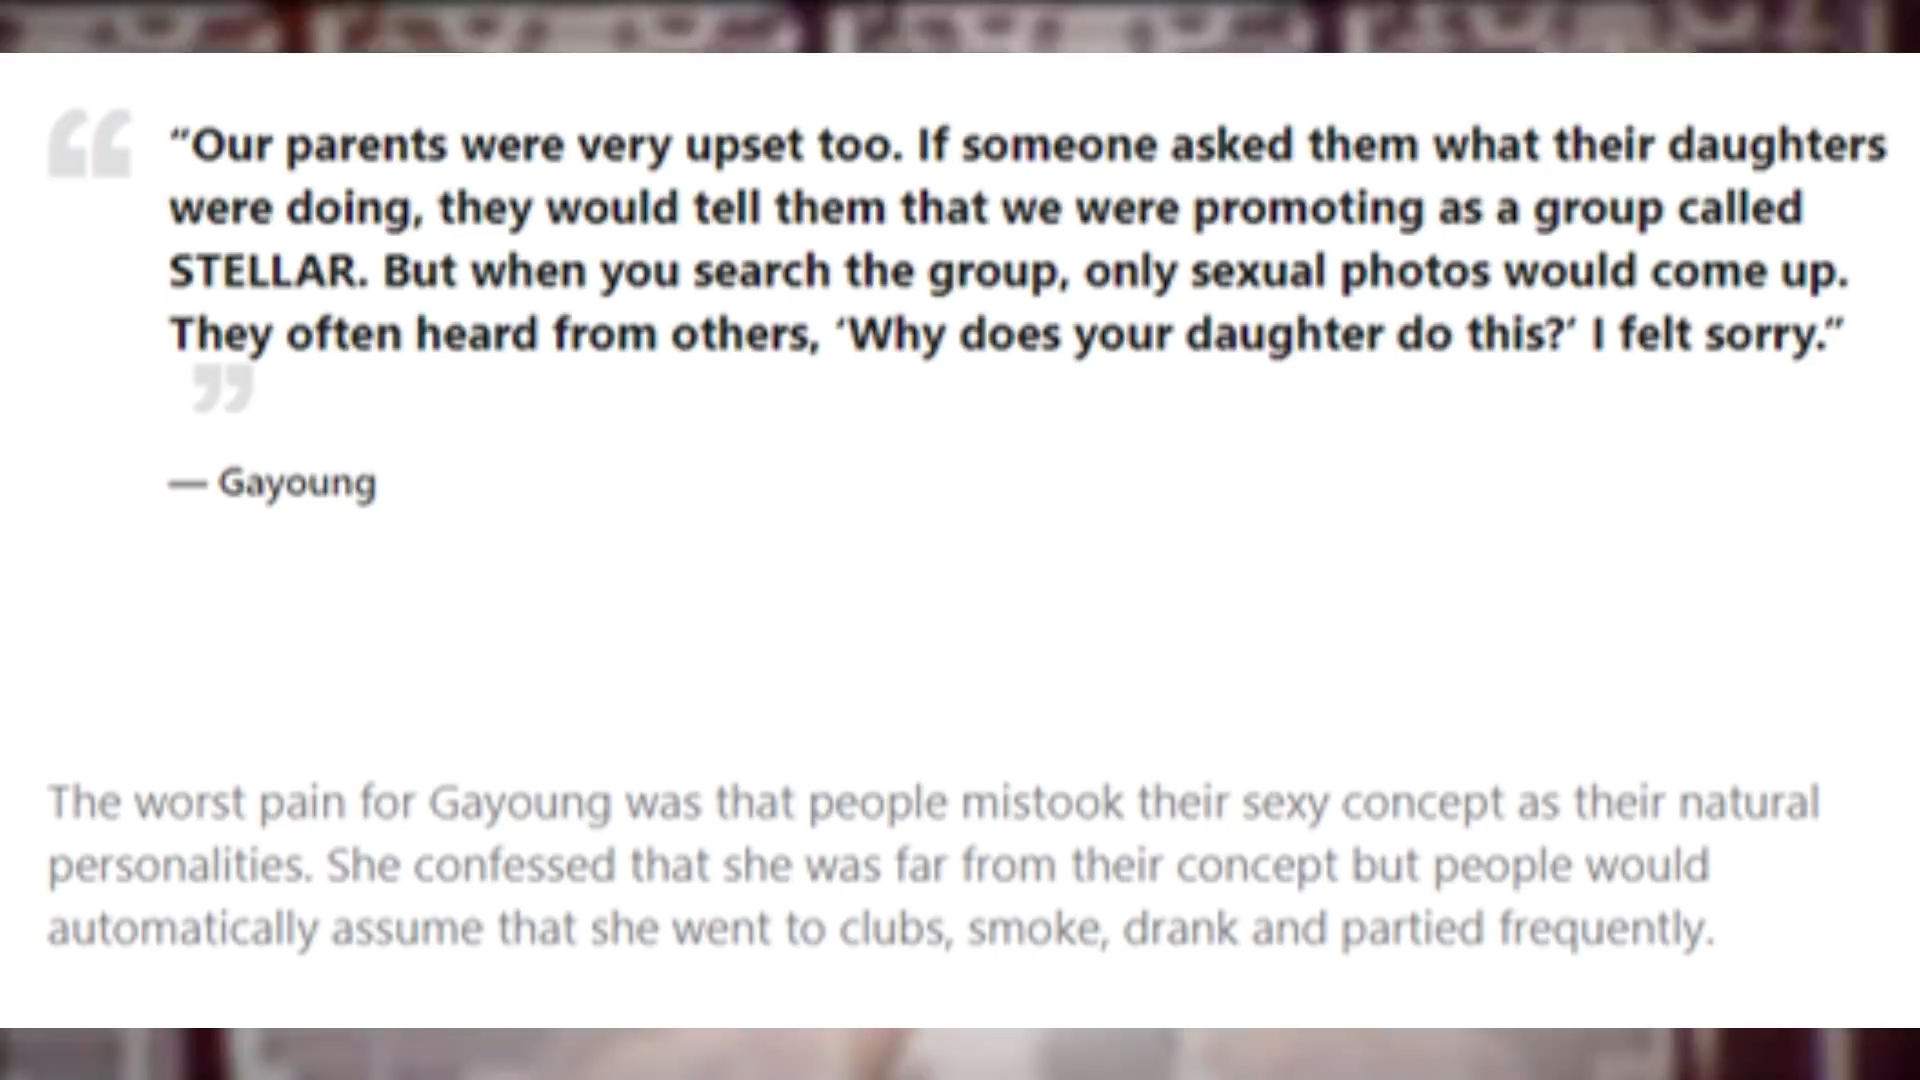 “Our parents were very upset too. If someone asked them what their daughters
were doing, they would tell them that we were promoting as a group called
STELLAR. But when you search the group, only sexual photos would come up.
They often heard from others, ‘Why does your daughter do this?’ I felt sorry.”
— Gayoung
The worst pain for Gayoung was that people mistook their sexy concept as their natural
personalities. She confessed that she was far from their concept but people would
automatically assume that she went to clubs, smoke, drank and partied frequently.